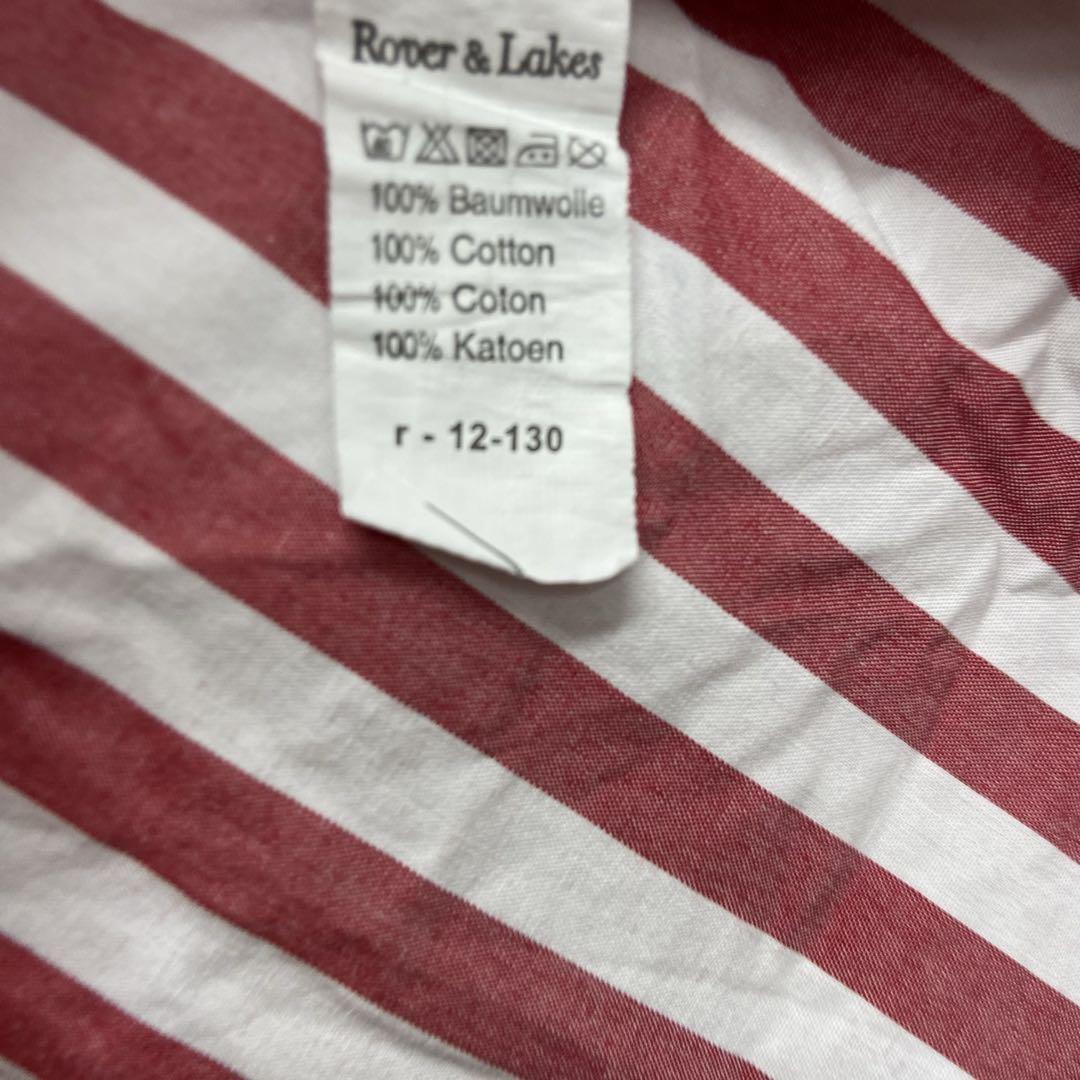 Rover & Lakes
100% Baumwolle
100% Cotton
100% Coton
100% Katoen
r - 12-130